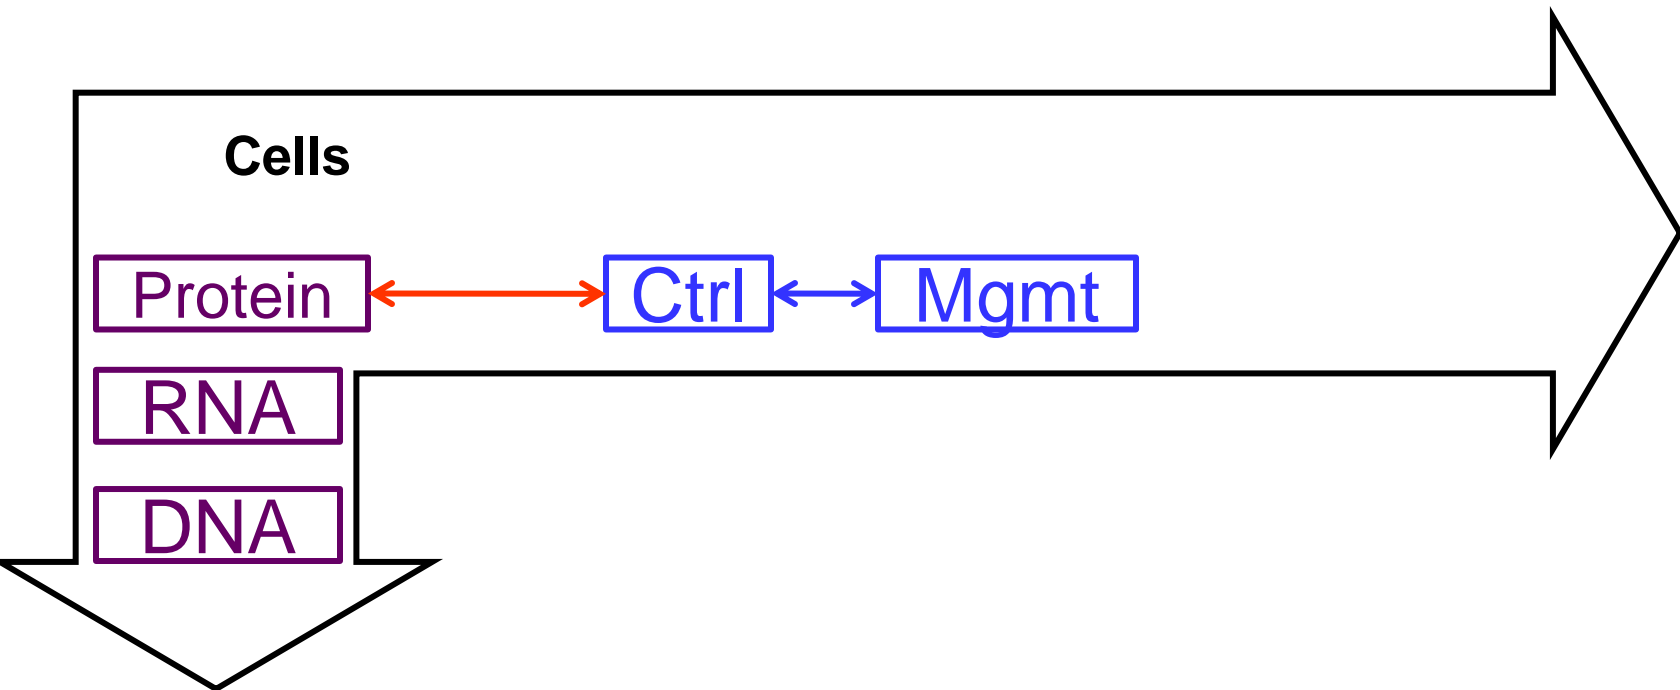 Cells
Protein
Ctrl
Mgmt
RNA
DNA